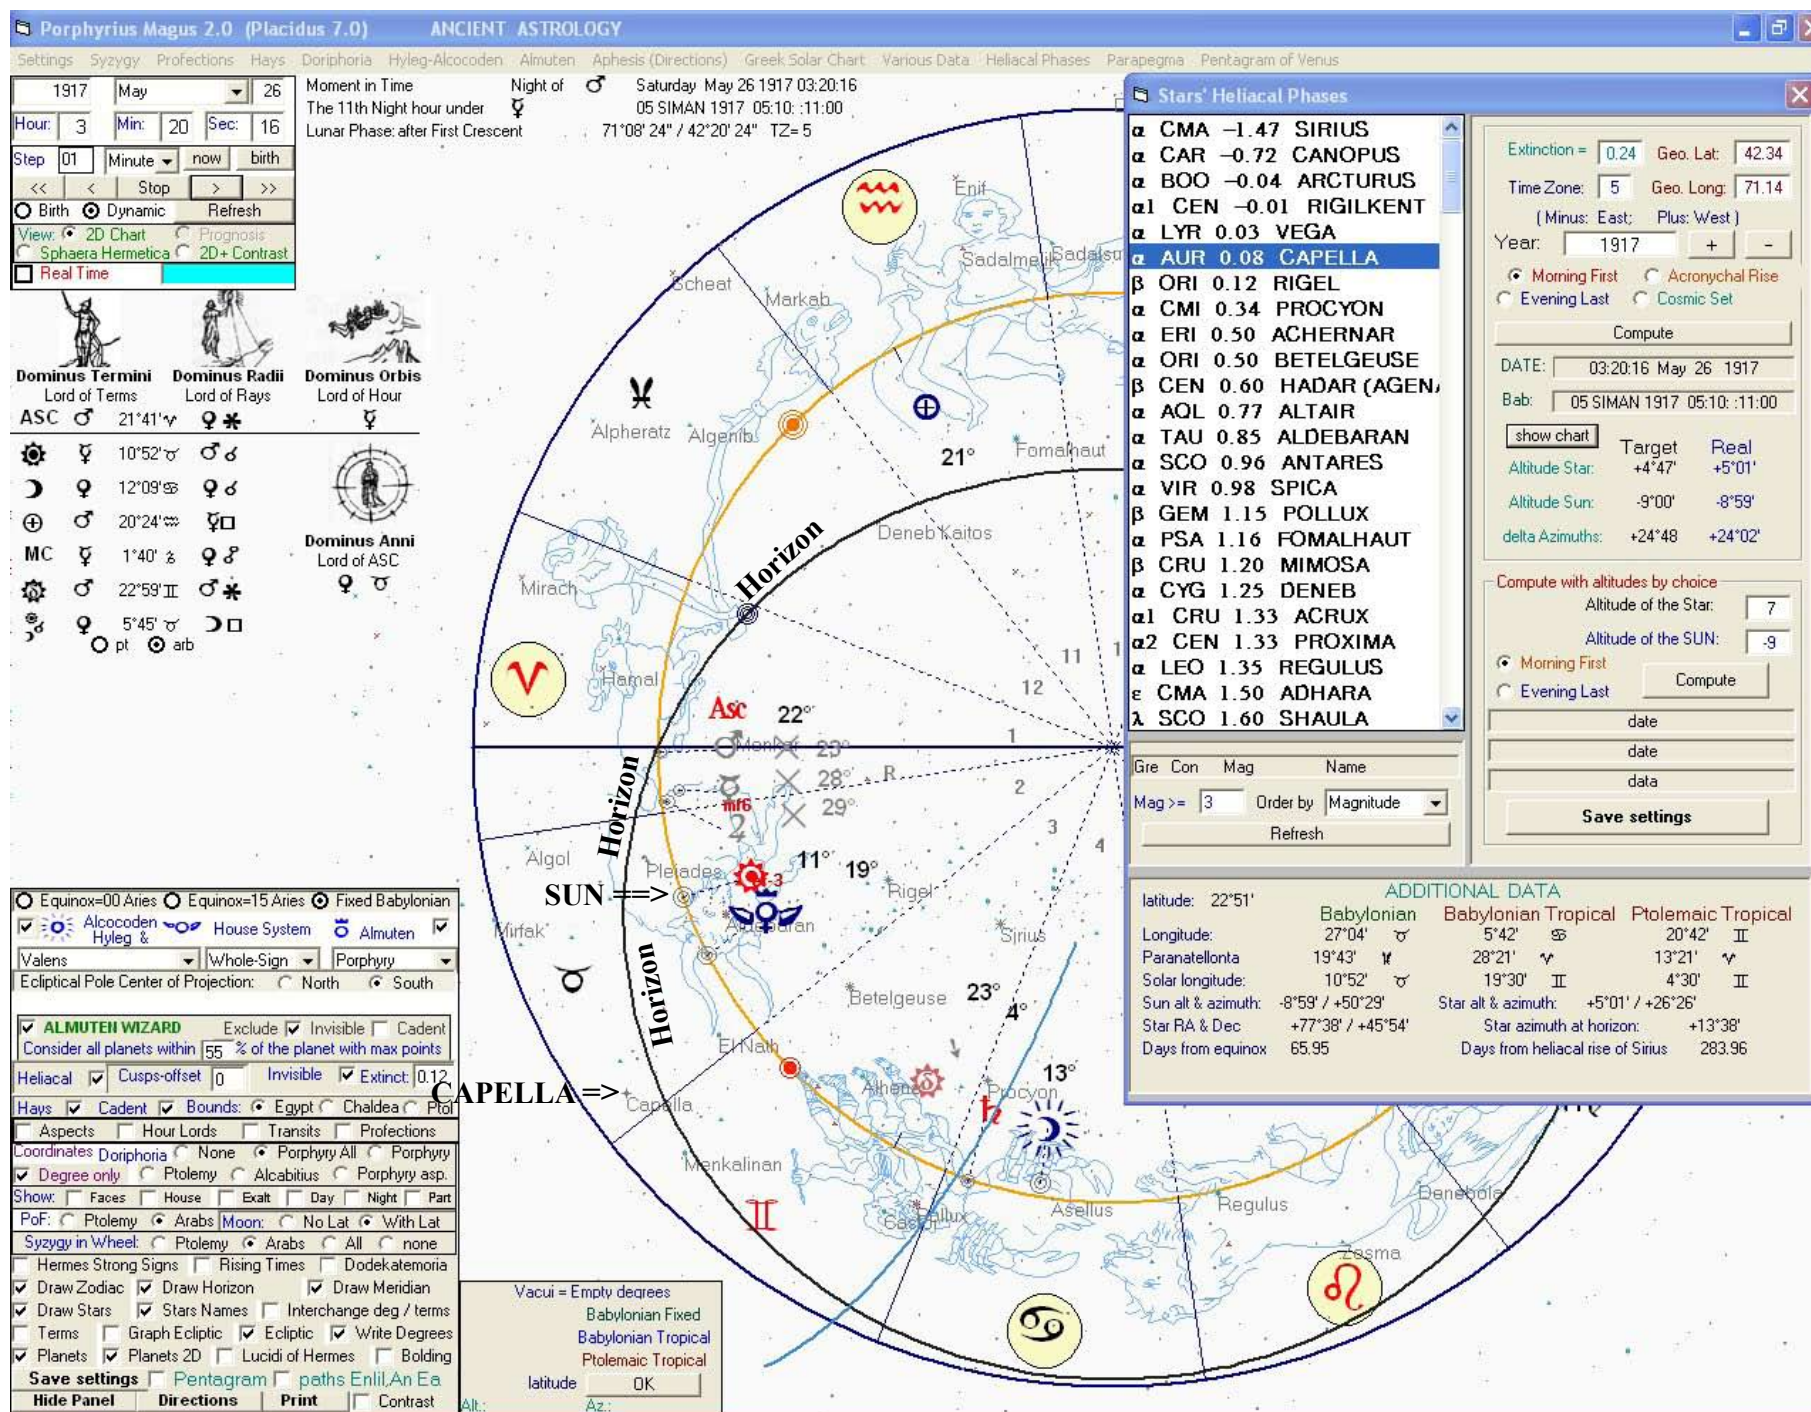 Porphyrius Magus 2.0 (Placidus 7.0) ANCIENT ASTROLOGY
Settings Syzygy Profections Hays Doriphoria Hyleg-Alcocoden Almuten Aphesis (Directions) Greek Solar Chart Various Data Heliacal Phases Parapegma Pentagram of Venus
1917 May 26
Hour: 3 Min: 20 Sec: 16
Step 01 Minute now birth
<< < Stop > >>
Birth Dynamic Refresh
View: 2D Chart Prognosis
Sphaera Hermetica 2D+ Contrast
Real Time
Moment in Time Night of ♂ Saturday May 26 1917 03:20:16
The 11th Night hour under ☿ 05 SIMAN 1917 05:10: :11:00
Lunar Phase: after First Crescent 71°08' 24" / 42°20' 24" TZ= 5
Dominus Termini Dominus Radii Dominus Orbis
Lord of Terms Lord of Rays Lord of Hour
ASC ♂ 21°41' ♈ ♀ ⚹ ☿
☿ 10°52' ♉ ♂ ☌
☽ ♀ 12°09' ♋ ♀ ☌
⊕ ♂ 20°24' ♒ ☿ □
Dominus Anni
MC ☿ 1°40' ♑ ♀ ☍
Lord of ASC
♂ 22°59' ♊ ♂ ⚹
♀ ♉
♀ 5°45' ♉ ☽ □
pt arb
Equinox=00 Aries Equinox=15 Aries Fixed Babylonian
Alcocoden
Hyleg & House System Almuten
Valens Whole-Sign Porphyry
Ecliptical Pole Center of Projection: North South
ALMUTEN WIZARD Exclude Invisible Cadent
Consider all planets within 55 % of the planet with max points
Heliacal Cusps-offset 0 Invisible Extinct: 0.12
Hays Cadent Bounds: Egypt Chaldea Ptol
Aspects Hour Lords Transits Profections
Coordinates Doriphoria None Porphyry All Porphyry
Degree only Ptolemy Alcabitius Porphyry asp.
Show: Faces House Exalt Day Night Part
PoF: Ptolemy Arabs Moon: No Lat With Lat
Syzygy in Wheel: Ptolemy Arabs All none
Hermes Strong Signs Rising Times Dodekatemoria
Draw Zodiac Draw Horizon Draw Meridian
Draw Stars Stars Names Interchange deg / terms
Terms Graph Ecliptic Ecliptic Write Degrees
Planets Planets 2D Lucidi of Hermes Bolding
Save settings Pentagram paths Enlil,An Ea
Hide Panel Directions Print Contrast
Vacui = Empty degrees
Babylonian Fixed
Babylonian Tropical
Ptolemaic Tropical
latitude OK
Alt.: Az.:
♒
Enif
Sadalmelik
Scheat
Markab
♓
Alpheratz Algenib
⊕
21°
Fomalhaut
Deneb Kaitos
Horizon
Mirach
♈
Hamal
11
12
Asc 22°
♂ Menkar 23°
1
☿ 28° R
2
29°
♃
3
4
Horizon
Algol
Pleiades
11° 19°
Rigel
SUN ==>
Mirfak
Aldebaran
Sirius
♉
Horizon
Betelgeuse 23°
4°
El Nath
Alhena
13°
Procyon
♄
CAPELLA =>
Capella
Menkalinan
♊
Castor Pollux
Asellus
Regulus
Denebola
Zosma
♌
♋
Stars' Heliacal Phases
α CMA −1.47 SIRIUS
α CAR −0.72 CANOPUS
α BOO −0.04 ARCTURUS
α1 CEN −0.01 RIGILKENT
α LYR 0.03 VEGA
α AUR 0.08 CAPELLA
β ORI 0.12 RIGEL
α CMI 0.34 PROCYON
α ERI 0.50 ACHERNAR
α ORI 0.50 BETELGEUSE
β CEN 0.60 HADAR (AGENA
α AQL 0.77 ALTAIR
α TAU 0.85 ALDEBARAN
α SCO 0.96 ANTARES
α VIR 0.98 SPICA
β GEM 1.15 POLLUX
α PSA 1.16 FOMALHAUT
β CRU 1.20 MIMOSA
α CYG 1.25 DENEB
α1 CRU 1.33 ACRUX
α2 CEN 1.33 PROXIMA
α LEO 1.35 REGULUS
ε CMA 1.50 ADHARA
λ SCO 1.60 SHAULA
Gre Con Mag Name
Mag >= 3 Order by Magnitude
Refresh
Extinction = 0.24 Geo. Lat: 42.34
Time Zone: 5 Geo. Long: 71.14
( Minus: East; Plus: West )
Year: 1917 + -
Morning First Acronychal Rise
Evening Last Cosmic Set
Compute
DATE: 03:20:16 May 26 1917
Bab: 05 SIMAN 1917 05:10: :11:00
show chart Target Real
Altitude Star: +4°47' +5°01'
Altitude Sun: -9°00' -8°59'
delta Azimuths: +24°48 +24°02'
Compute with altitudes by choice
Altitude of the Star: 7
Altitude of the SUN: -9
Morning First
Evening Last Compute
date
date
data
Save settings
ADDITIONAL DATA
latitude: 22°51'
Babylonian Babylonian Tropical Ptolemaic Tropical
Longitude: 27°04' ♉ 5°42' ♋ 20°42' ♊
Paranatellonta 19°43' ♓ 28°21' ♈ 13°21' ♈
Solar longitude: 10°52' ♉ 19°30' ♊ 4°30' ♊
Sun alt & azimuth: -8°59' / +50°29' Star alt & azimuth: +5°01' / +26°26'
Star RA & Dec +77°38' / +45°54' Star azimuth at horizon: +13°38'
Days from equinox 65.95 Days from heliacal rise of Sirius 283.96